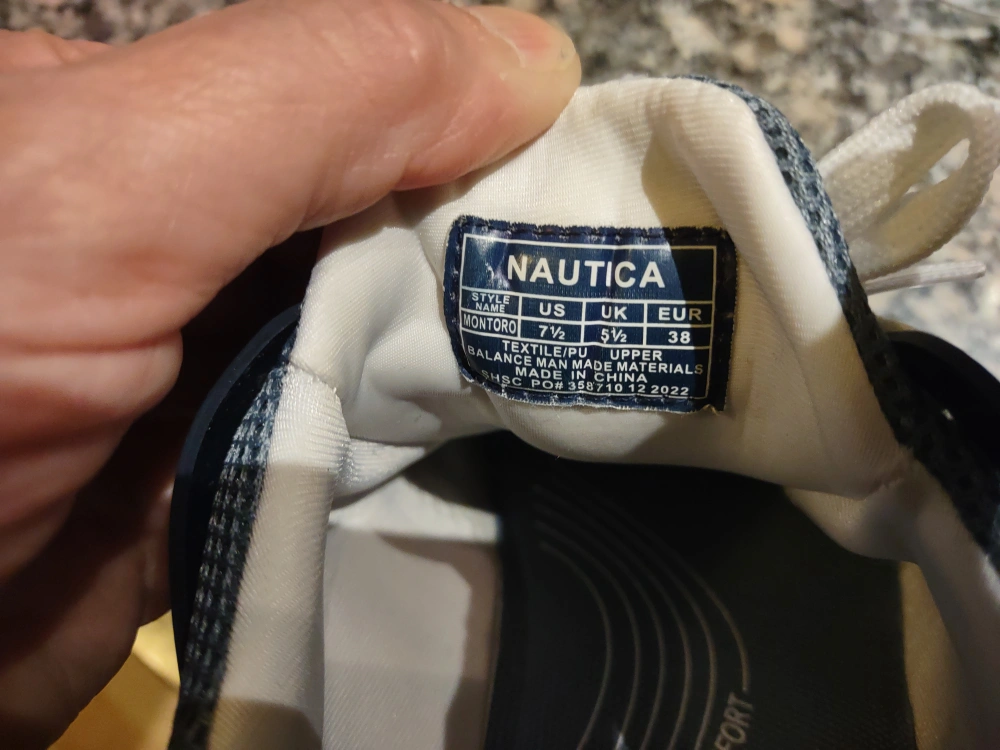 NAUTICA
STYLE NAME US UK EUR
MONTORO 7½ 5½ 38
TEXTILE/PU UPPER
BALANCE MAN MADE MATERIALS
MADE IN CHINA
SHSC PO# 358710 12 2022